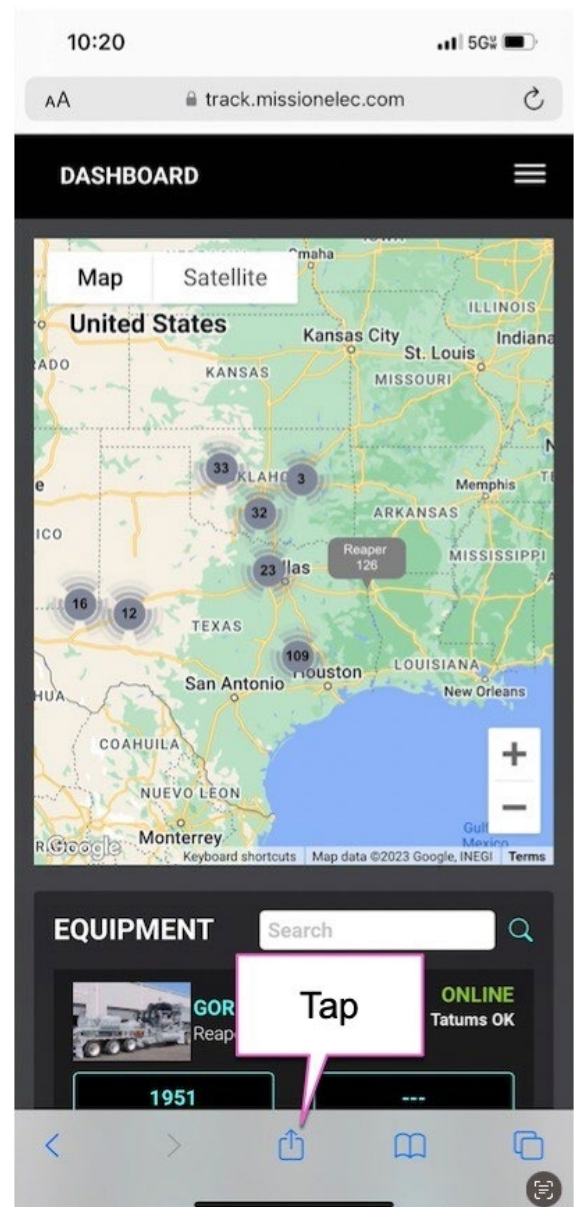 10:20
5G UW
AA
track.missionelec.com
DASHBOARD
Omaha
Map Satellite
ILLINOIS
United States
Kansas City
Indiana
St. Louis
KANSAS
MISSOURI
33
3
Memphis
32
ARKANSAS
Reaper
126
MISSISSIPPI
23
16
12
TEXAS
109
Houston
LOUISIANA
San Antonio
New Orleans
COAHUILA
+
NUEVO LEON
−
Monterrey
Google
Keyboard shortcuts Map data ©2023 Google, INEGI Terms
EQUIPMENT Search
Tap
ONLINE
GOR
Tatums OK
Reap
1951 ---